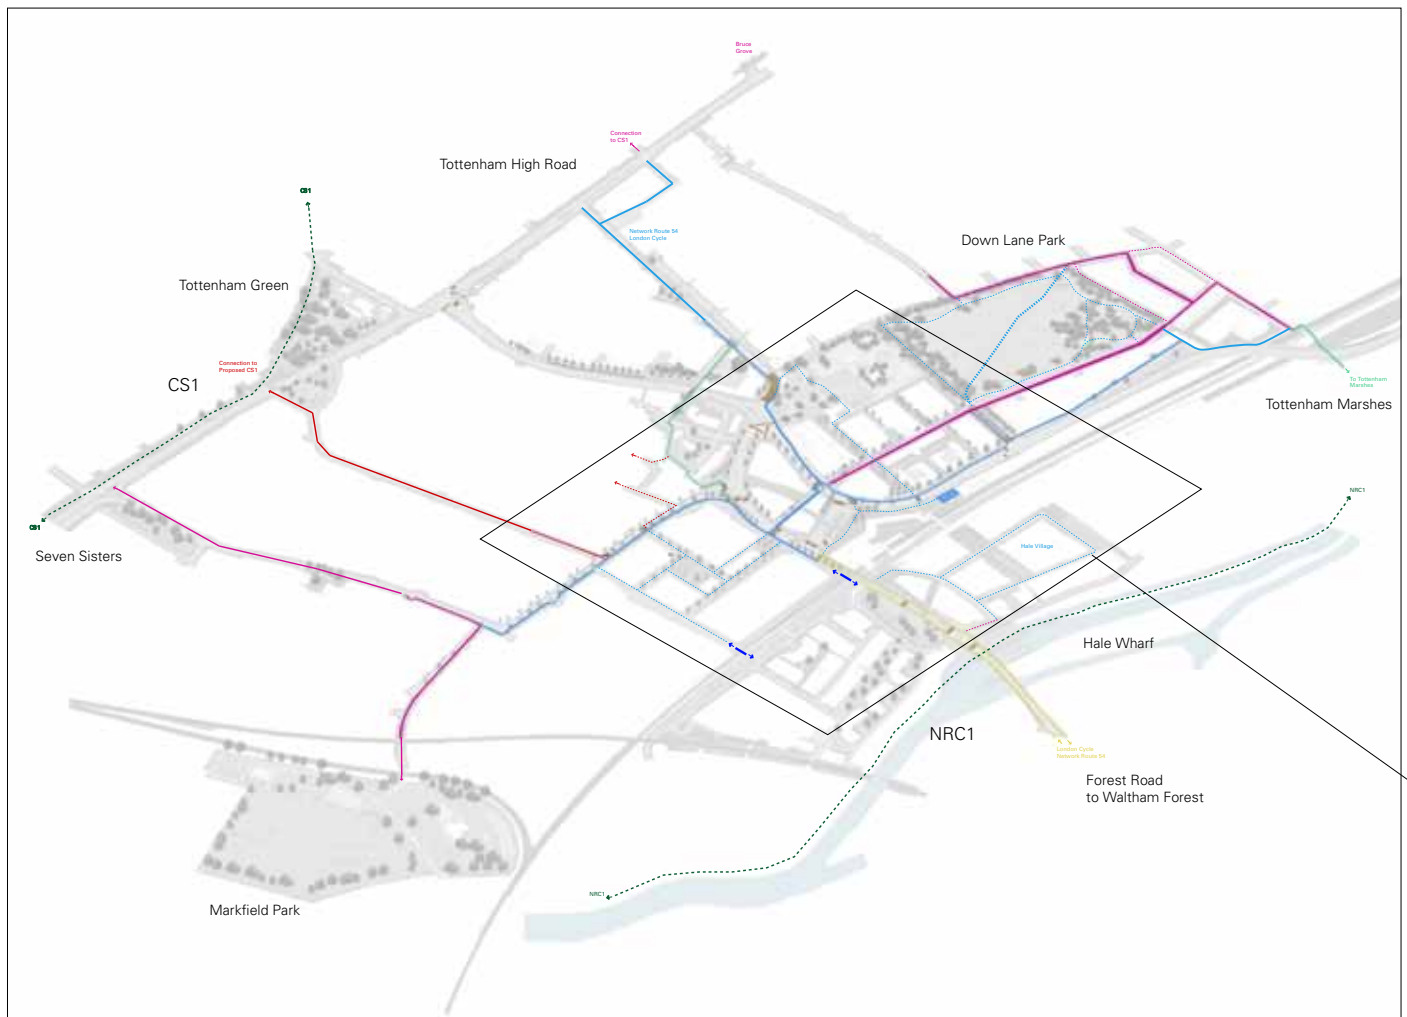 Bruce
Grove
Connection
to CS1
Tottenham High Road
CS1
Network Route 54
London Cycle
Down Lane Park
Tottenham Green
Connection to
Proposed CS1
CS1
To Tottenham
Marshes
Tottenham Marshes
NRC1
CS1
Seven Sisters
Hale Village
Hale Wharf
NRC1
London Cycle
Network Route 54
Forest Road
to Waltham Forest
NRC1
Markfield Park